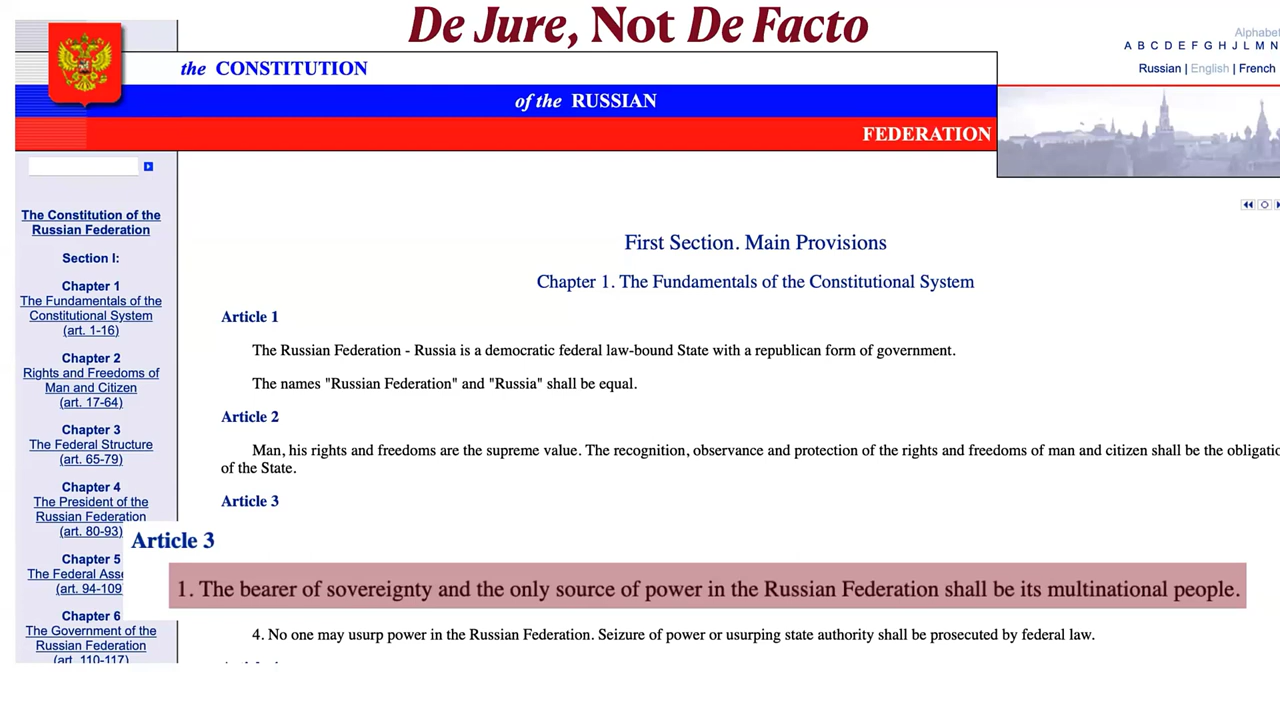 De Jure, Not De Facto
Alphabet
A B C D E F G H J L M N
the CONSTITUTION
Russian | English | French
of the RUSSIAN
FEDERATION
The Constitution of the
Russian Federation
Section I:
Chapter 1
The Fundamentals of the
Constitutional System
(art. 1-16)
Chapter 2
Rights and Freedoms of
Man and Citizen
(art. 17-64)
Chapter 3
The Federal Structure
(art. 65-79)
Chapter 4
The President of the
Russian Federation
(art. 80-93)
Chapter 5
The Federal Asse
(art. 94-109
Chapter 6
The Government of the
Russian Federation
(art. 110-117)
First Section. Main Provisions
Chapter 1. The Fundamentals of the Constitutional System
Article 1
The Russian Federation - Russia is a democratic federal law-bound State with a republican form of government.
The names "Russian Federation" and "Russia" shall be equal.
Article 2
Man, his rights and freedoms are the supreme value. The recognition, observance and protection of the rights and freedoms of man and citizen shall be the obligatio
of the State.
Article 3
Article 3
1. The bearer of sovereignty and the only source of power in the Russian Federation shall be its multinational people.
4. No one may usurp power in the Russian Federation. Seizure of power or usurping state authority shall be prosecuted by federal law.